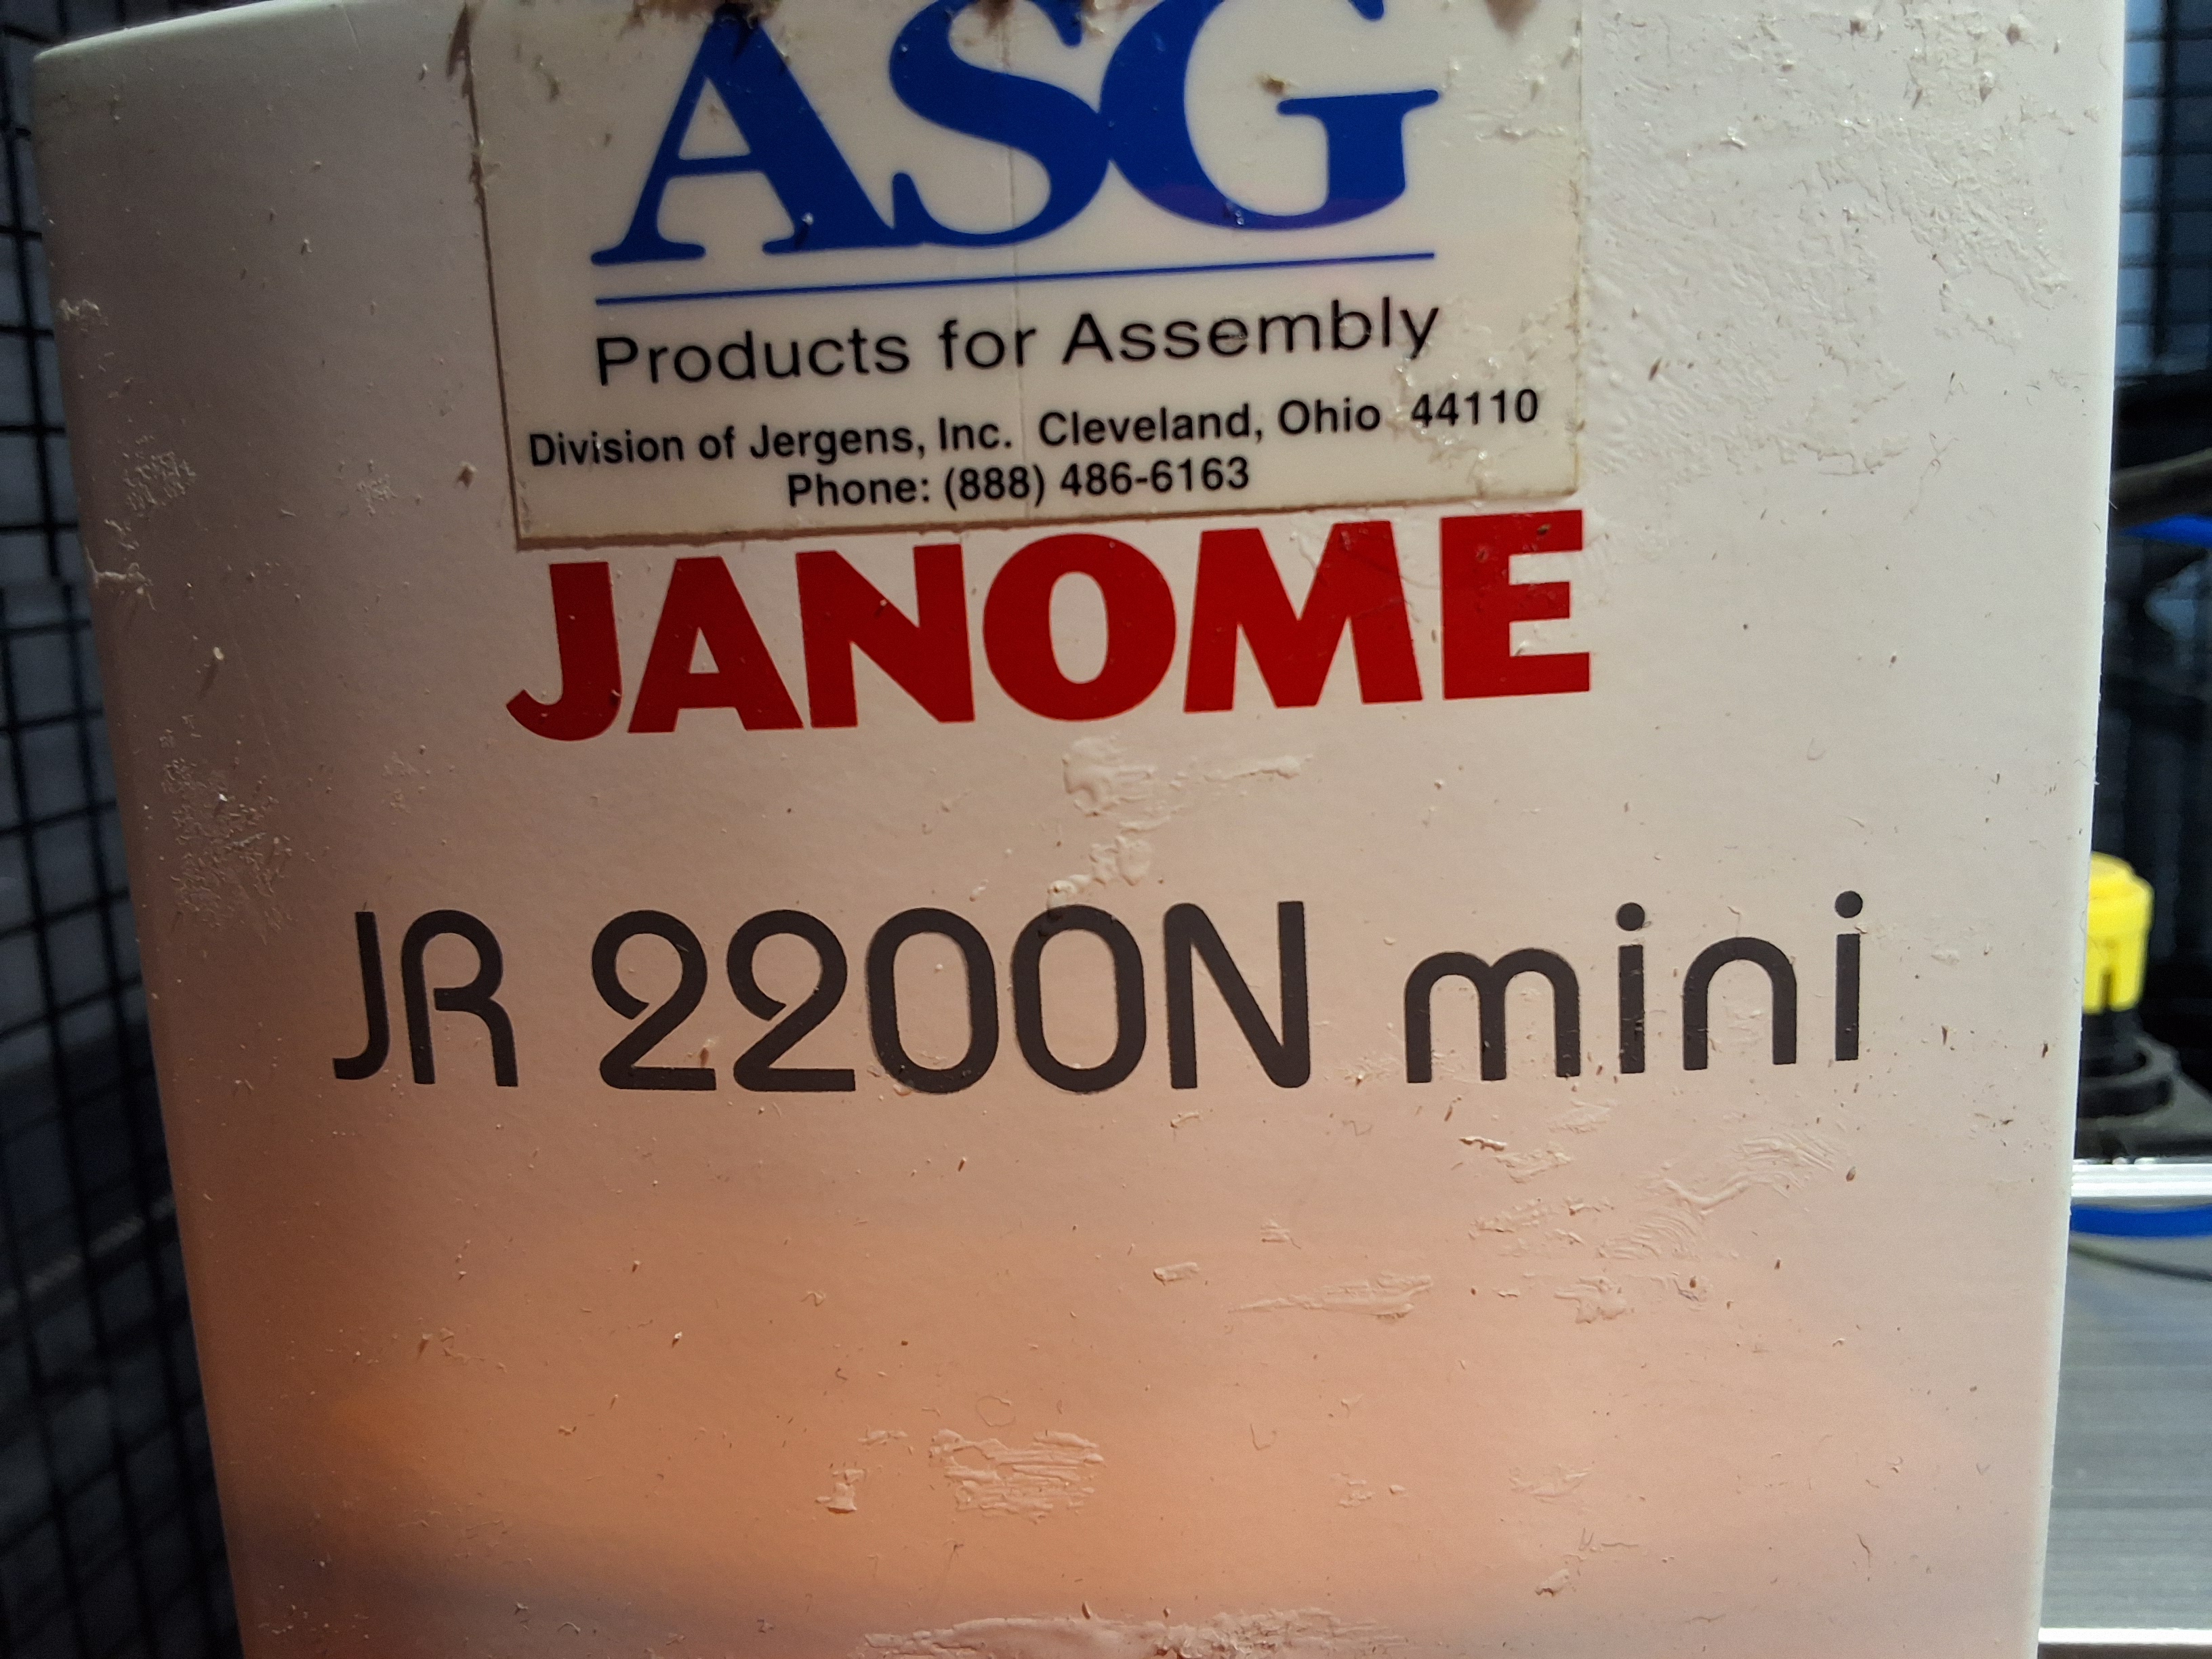 ASG
Products for Assembly
Division of Jergens, Inc. Cleveland, Ohio 44110
Phone: (888) 486-6163
JANOME
JR 2200N mini